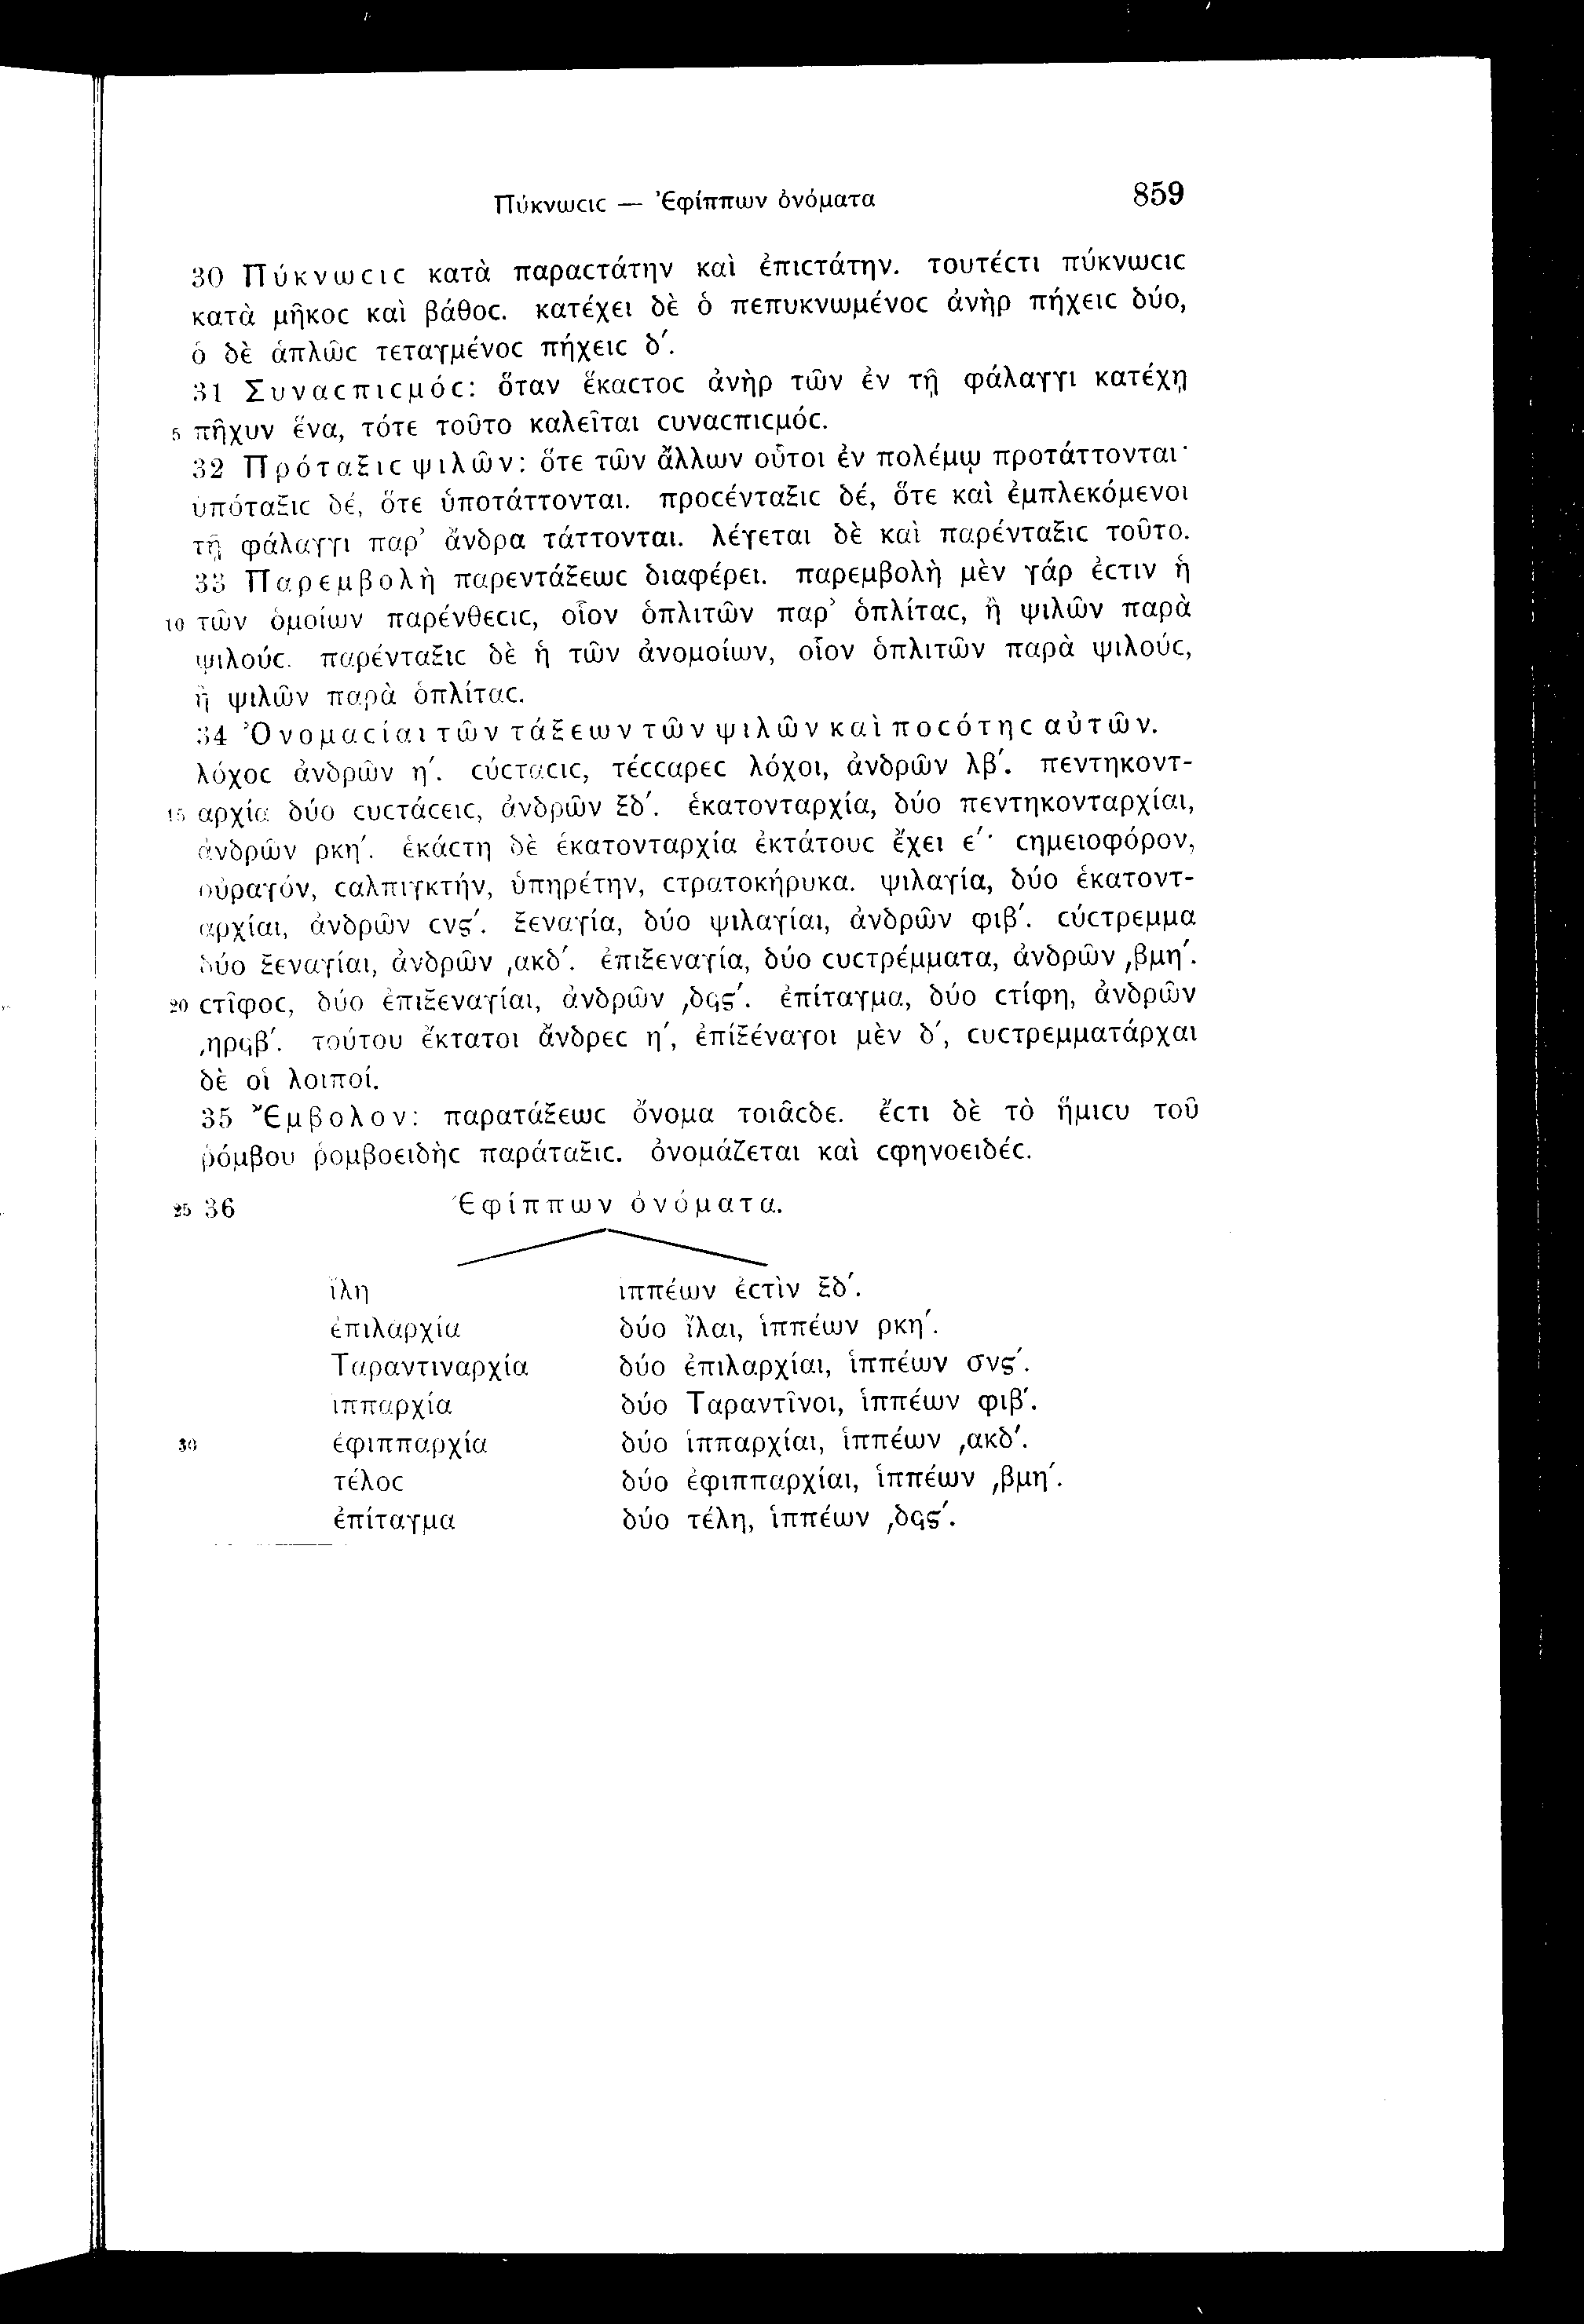 Πύκνωϲιϲ — Ἐφίππων ὀνόματα 859
30 Πύκνωϲιϲ κατὰ παραϲτάτην καὶ ἐπιϲτάτην. τουτέϲτι πύκνωϲιϲ
κατὰ μῆκοϲ καὶ βάθοϲ. κατέχει δὲ ὁ πεπυκνωμένοϲ ἀνὴρ πήχειϲ δύο,
ὁ δὲ ἁπλῶϲ τεταγμένοϲ πήχειϲ δ΄.
31 Συναϲπιϲμόϲ: ὅταν ἕκαϲτοϲ ἀνὴρ τῶν ἐν τῇ φάλαγγι κατέχῃ
5 πῆχυν ἕνα, τότε τοῦτο καλεῖται ϲυναϲπιϲμόϲ.
32 Πρόταξιϲ ψιλῶν: ὅτε τῶν ἄλλων οὗτοι ἐν πολέμῳ προτάττονται·
ὑπόταξιϲ δέ, ὅτε ὑποτάττονται. προϲένταξιϲ δέ, ὅτε καὶ ἐμπλεκόμενοι
τῇ φάλαγγι παρ’ ἄνδρα τάττονται. λέγεται δὲ καὶ παρένταξιϲ τοῦτο.
33 Παρεμβολὴ παρεντάξεωϲ διαφέρει. παρεμβολὴ μὲν γάρ ἐϲτιν ἡ
10 τῶν ὁμοίων παρένθεϲιϲ, οἷον ὁπλιτῶν παρ’ ὁπλίταϲ, ἢ ψιλῶν παρὰ
ψιλούϲ. παρένταξιϲ δὲ ἡ τῶν ἀνομοίων, οἷον ὁπλιτῶν παρὰ ψιλούϲ,
ἢ ψιλῶν παρὰ ὁπλίταϲ.
34 Ὀνομαϲίαι τῶν τάξεων τῶν ψιλῶν καὶ ποϲότηϲ αὐτῶν.
λόχοϲ ἀνδρῶν η΄. ϲύϲταϲιϲ, τέϲϲαρεϲ λόχοι, ἀνδρῶν λβ΄. πεντηκοντ-
15 αρχία δύο ϲυϲτάϲειϲ, ἀνδρῶν ξδ΄. ἑκατονταρχία, δύο πεντηκονταρχίαι,
ἀνδρῶν ρκη΄. ἑκάϲτη δὲ ἑκατονταρχία ἐκτάτουϲ ἔχει ε΄· ϲημειοφόρον,
οὐραγόν, ϲαλπιγκτήν, ὑπηρέτην, ϲτρατοκήρυκα. ψιλαγία, δύο ἑκατοντ-
αρχίαι, ἀνδρῶν ϲνϛ΄. ξεναγία, δύο ψιλαγίαι, ἀνδρῶν φιβ΄. ϲύϲτρεμμα
δύο ξεναγίαι, ἀνδρῶν ͵ακδ΄. ἐπιξεναγία, δύο ϲυϲτρέμματα, ἀνδρῶν ͵βμη΄.
20 ϲτῖφοϲ, δύο ἐπιξεναγίαι, ἀνδρῶν ͵δϟϛ΄. ἐπίταγμα, δύο ϲτίφη, ἀνδρῶν
͵ηρϟβ΄. τούτου ἔκτατοι ἄνδρεϲ η΄, ἐπίξέναγοι μὲν δ΄, ϲυϲτρεμματάρχαι
δὲ οἱ λοιποί.
35 Ἔμβολον: παρατάξεωϲ ὄνομα τοιᾶϲδε. ἔϲτι δὲ τὸ ἥμιϲυ τοῦ
ῥόμβου ῥομβοειδὴϲ παράταξιϲ. ὀνομάζεται καὶ ϲφηνοειδέϲ.
25 36 Ἐφίππων ὀνόματα.
ἴλη ἱππέων ἐϲτὶν ξδ΄.
ἐπιλαρχία δύο ἴλαι, ἱππέων ρκη΄.
Ταραντιναρχία δύο ἐπιλαρχίαι, ἱππέων σνϛ΄.
ἱππαρχία δύο Ταραντῖνοι, ἱππέων φιβ΄.
30 ἐφιππαρχία δύο ἱππαρχίαι, ἱππέων ͵ακδ΄.
τέλοϲ δύο ἐφιππαρχίαι, ἱππέων ͵βμη΄.
ἐπίταγμα δύο τέλη, ἱππέων ͵δϟϛ΄.